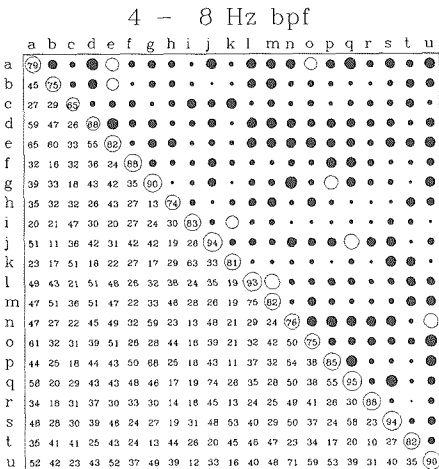 4 - 8 Hz bpf
a b c d e f g h i j k l m n o p q r s t u
a 79
b 45 75
c 27 29 65
d 59 47 26 88
e 65 60 33 55 82
f 32 16 32 36 24 88
g 39 33 18 43 42 35 90
h 35 32 32 26 43 27 13 74
i 20 21 47 30 20 27 24 30 83
j 51 11 36 42 31 42 42 19 26 94
k 23 17 51 18 22 27 17 29 63 33 81
l 49 43 21 51 48 26 32 38 24 35 19 93
m 47 51 36 51 47 22 33 46 28 26 19 75 82
n 47 27 22 45 49 32 59 23 13 48 21 29 24 76
o 61 32 31 39 51 26 28 44 18 39 21 32 42 50 75
p 44 25 18 44 43 50 68 25 18 43 11 37 32 54 38 85
q 58 20 29 43 43 48 46 17 19 74 26 35 28 50 38 55 95
r 34 18 31 37 30 33 30 14 16 45 13 24 25 49 41 26 30 88
s 48 28 30 39 46 24 27 19 31 48 53 40 29 50 37 24 58 23 94
t 35 41 41 25 43 24 13 44 26 20 45 46 47 23 34 17 20 10 27 82
u 52 42 23 43 52 37 49 39 12 33 16 40 48 71 59 53 39 31 40 35 90